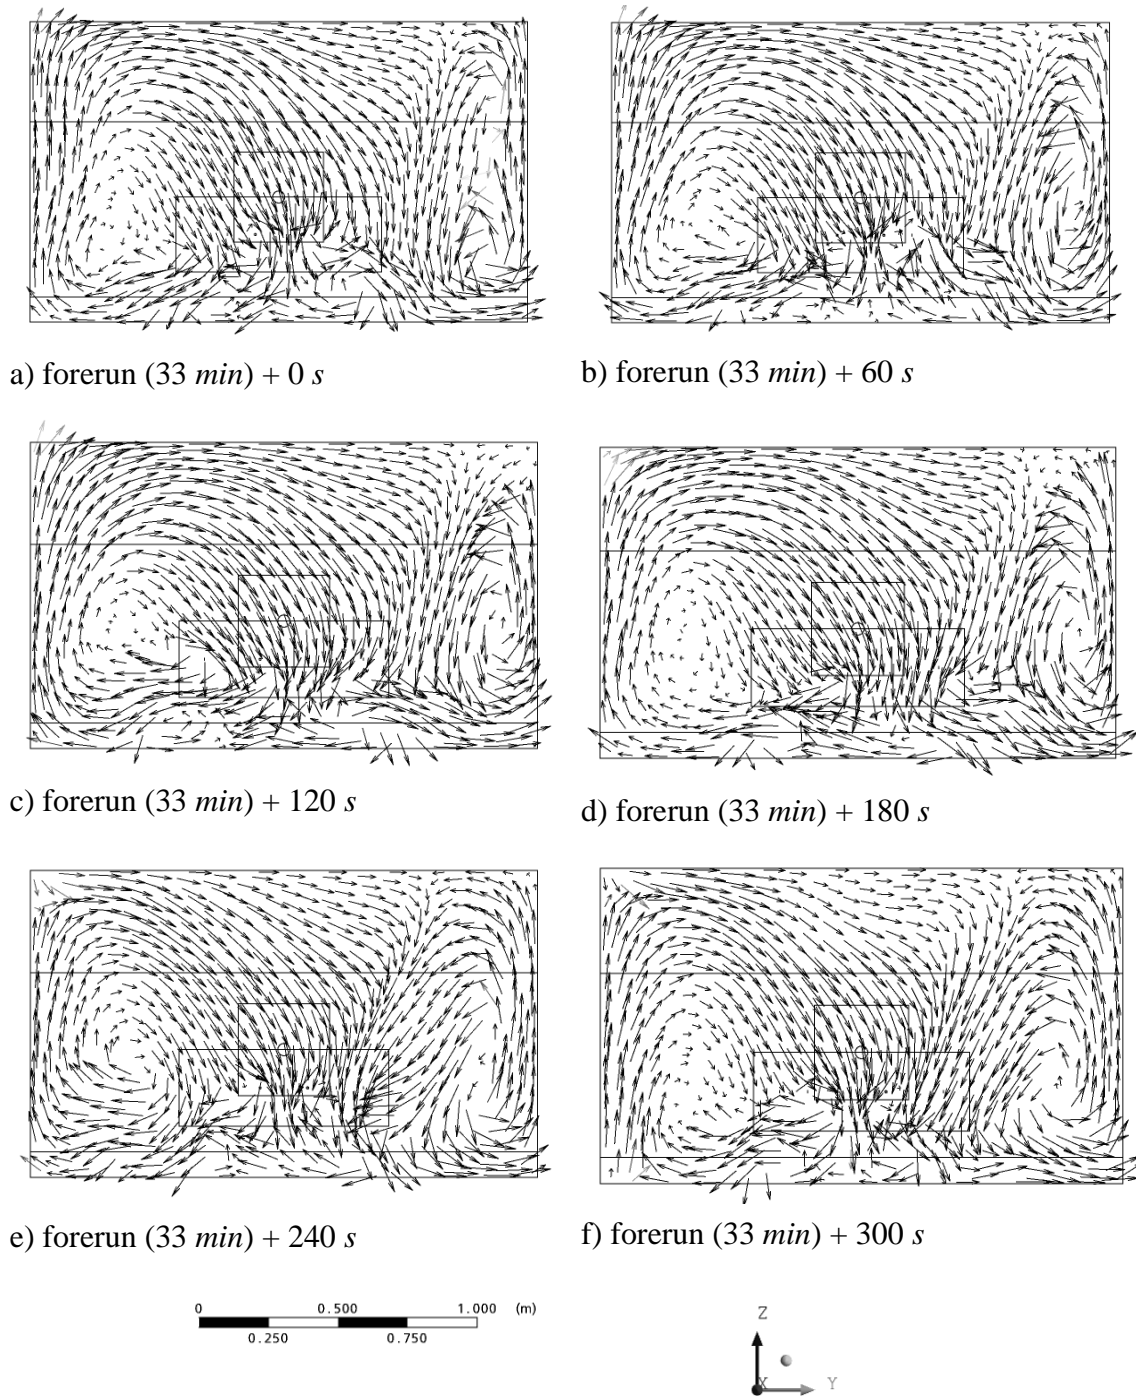 a) forerun (33 min) + 0 s
b) forerun (33 min) + 60 s
c) forerun (33 min) + 120 s
d) forerun (33 min) + 180 s
e) forerun (33 min) + 240 s
f) forerun (33 min) + 300 s
0 0.500 1.000 (m)
0.250 0.750
Z
X Y